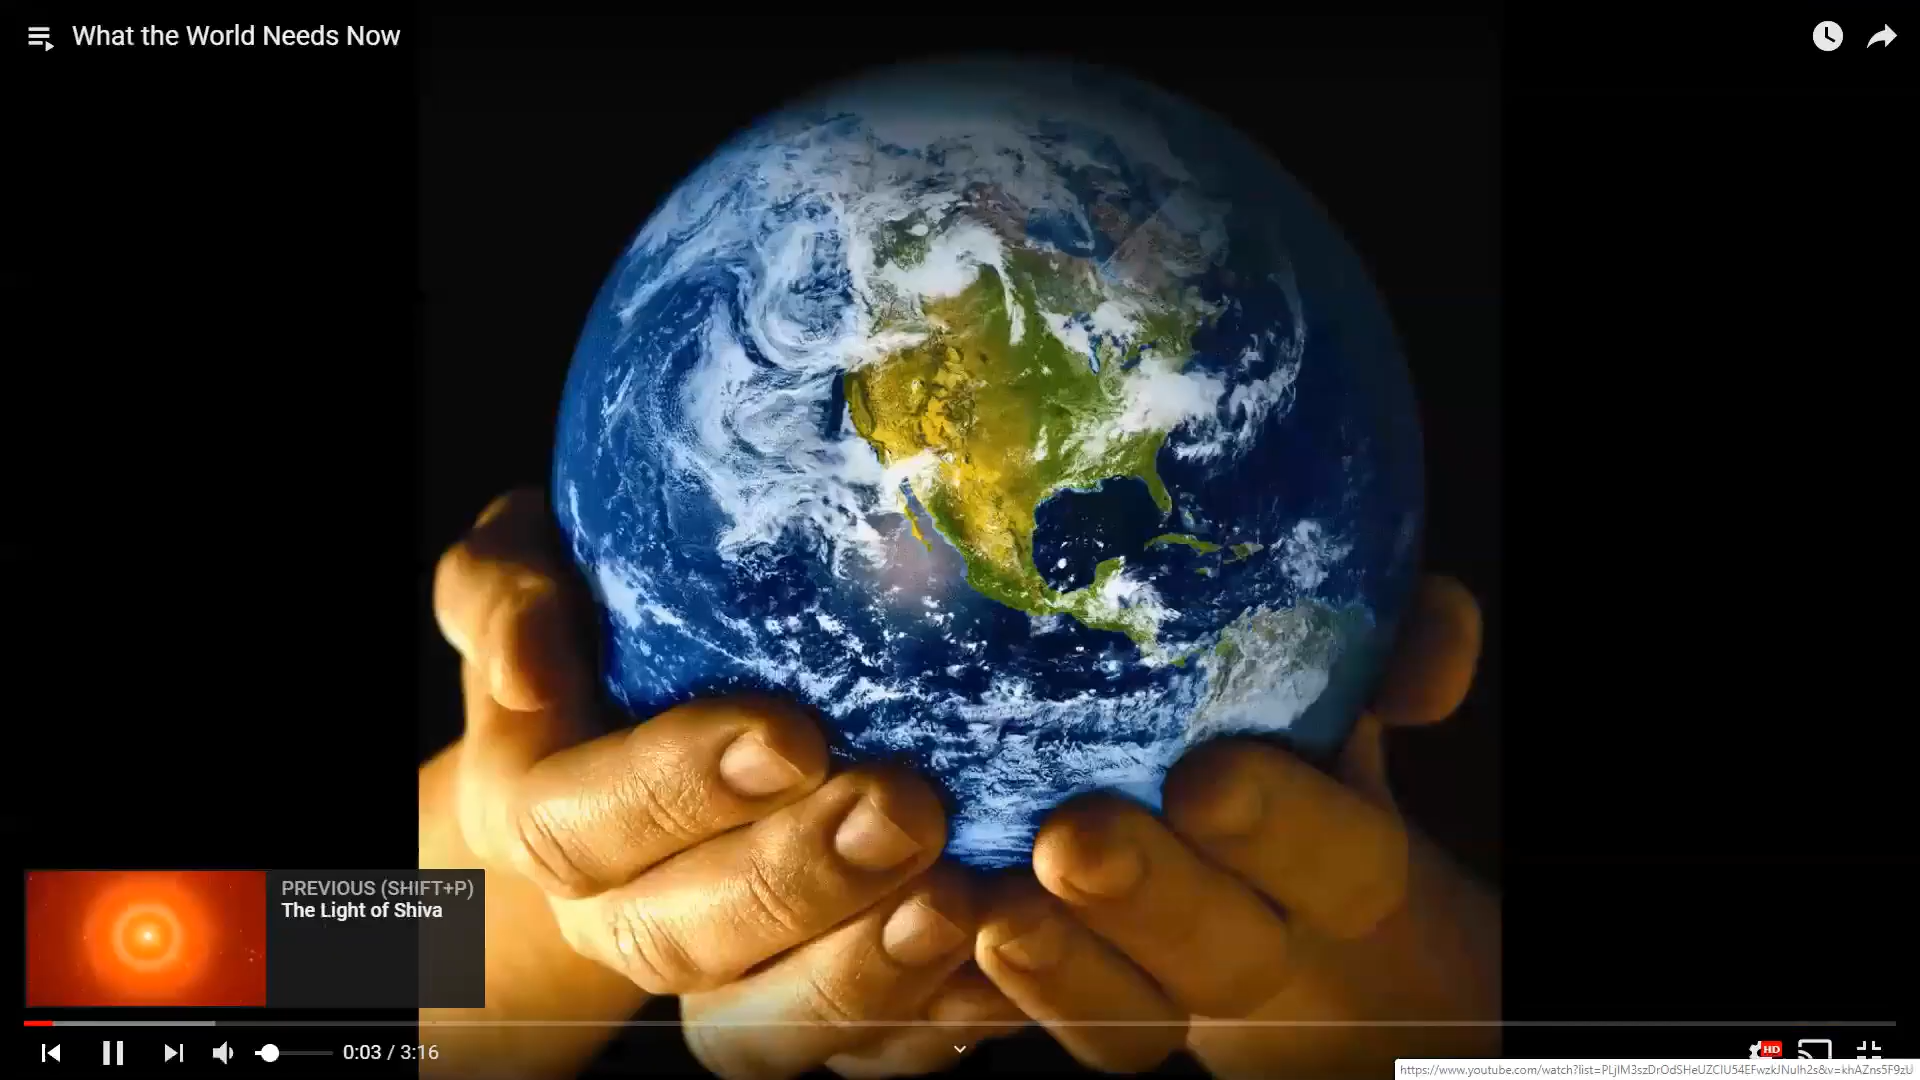 What the World Needs Now
PREVIOUS (SHIFT+P)
The Light of Shiva
0:03 / 3:16
HD